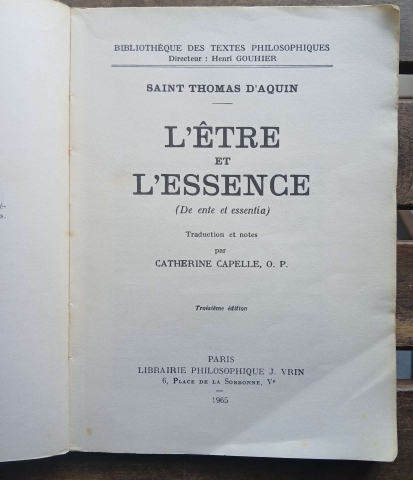 é-
s.
BIBLIOTHÈQUE DES TEXTES PHILOSOPHIQUES
Directeur : Henri GOUHIER
SAINT THOMAS D'AQUIN
L'ÊTRE
ET
L'ESSENCE
(De ente et essentia)
Traduction et notes
par
CATHERINE CAPELLE, O. P.
Troisième édition
PARIS
LIBRAIRIE PHILOSOPHIQUE J. VRIN
6, PLACE DE LA SORBONNE, Ve
1965